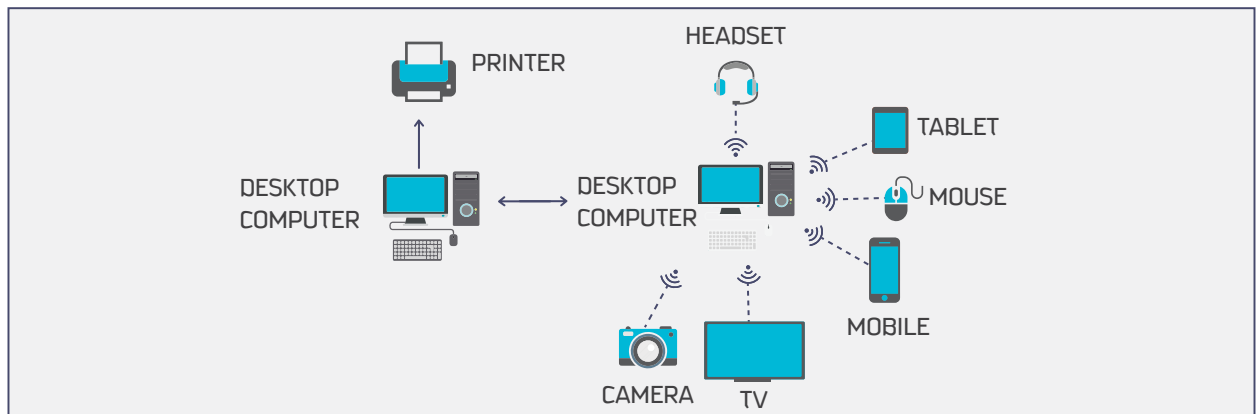 HEADSET
PRINTER
TABLET
DESKTOP
COMPUTER
DESKTOP
COMPUTER
MOUSE
MOBILE
CAMERA
TV